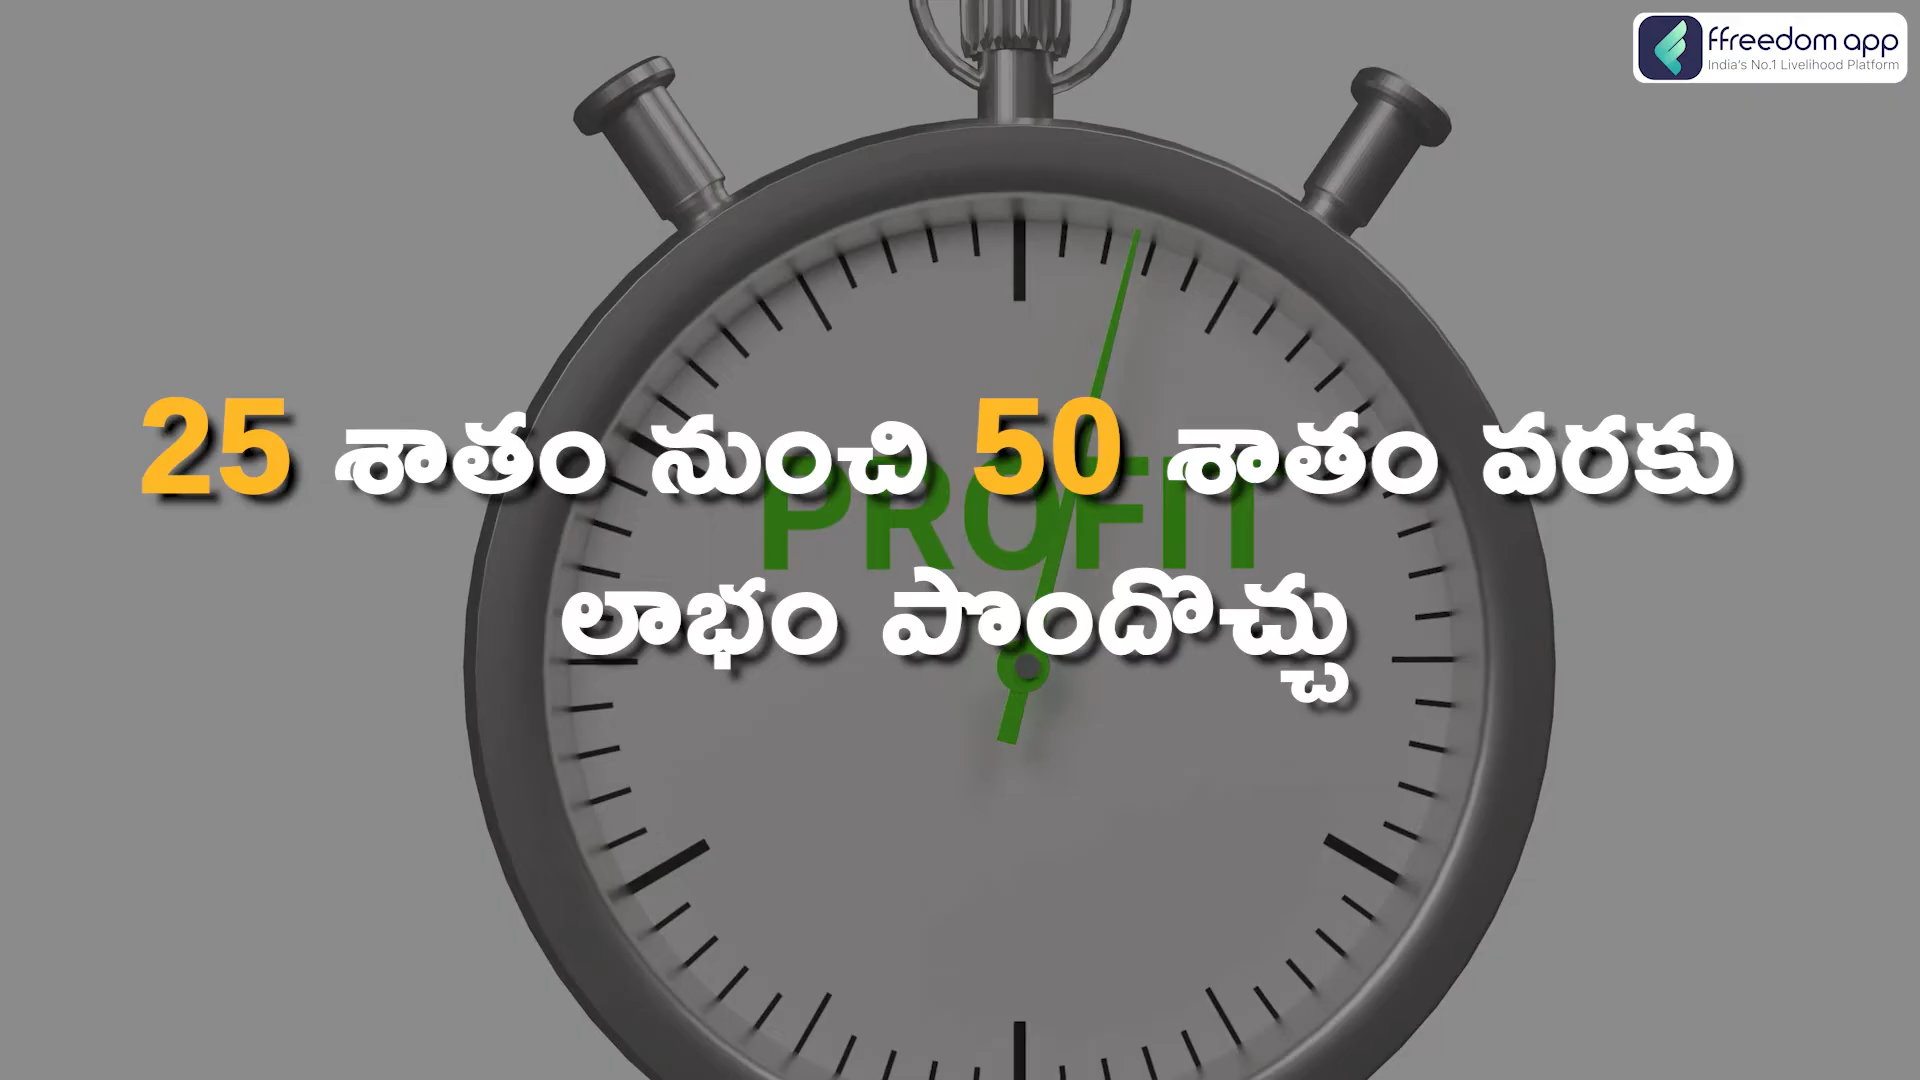 ffreedom app
India's No.1 Livelihood Platform
25 శాతం నుంచి 50 శాతం వరకు
PROFIT
లాభం పొందొచ్చు